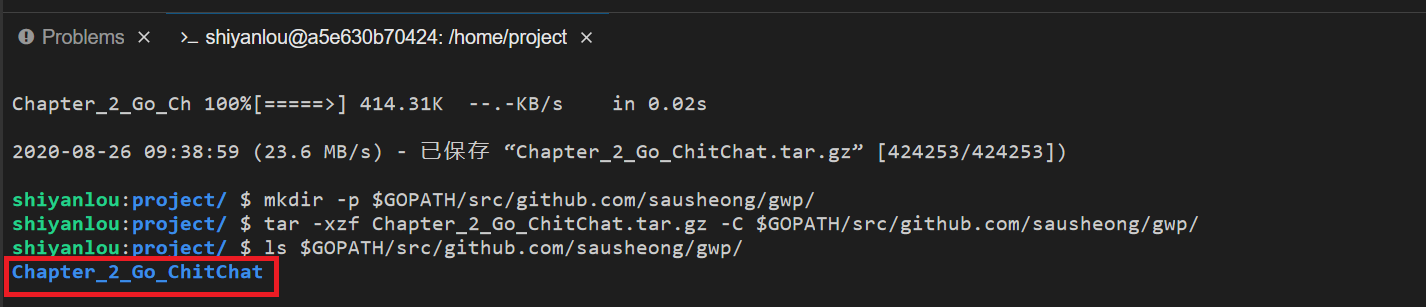 Problems × >_ shiyanlou@a5e630b70424: /home/project ×
Chapter_2_Go_Ch 100%[=====>] 414.31K --.-KB/s in 0.02s
2020-08-26 09:38:59 (23.6 MB/s) - 已保存 “Chapter_2_Go_ChitChat.tar.gz” [424253/424253])
shiyanlou:project/ $ mkdir -p $GOPATH/src/github.com/sausheong/gwp/
shiyanlou:project/ $ tar -xzf Chapter_2_Go_ChitChat.tar.gz -C $GOPATH/src/github.com/sausheong/gwp/
shiyanlou:project/ $ ls $GOPATH/src/github.com/sausheong/gwp/
Chapter_2_Go_ChitChat